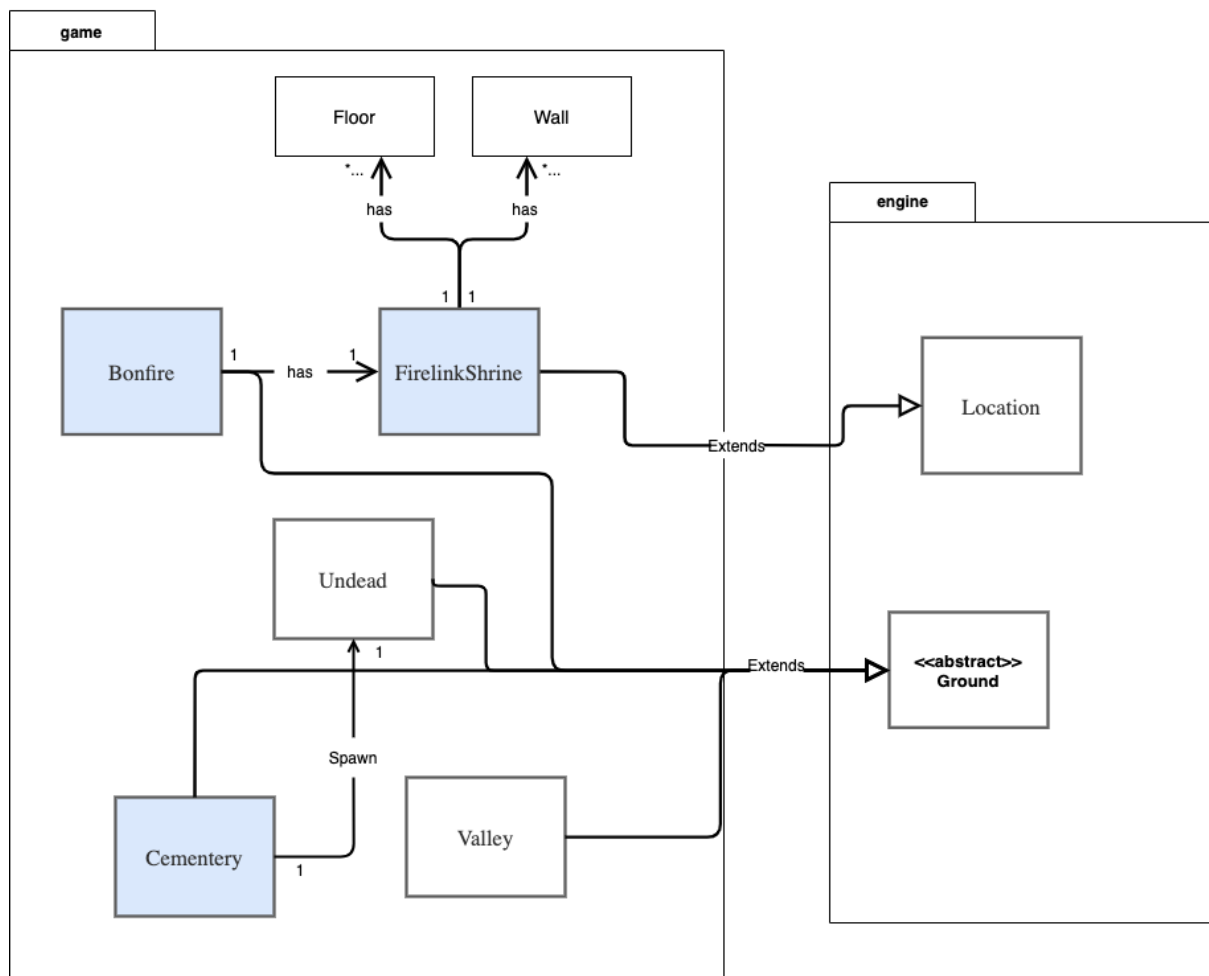 game
Floor
Wall
*...
*...
has
has
engine
1
1
Bonfire
1
has
1
FirelinkShrine
Location
Extends
Undead
1
Extends
<<abstract>>
Ground
Spawn
Valley
Cementery
1